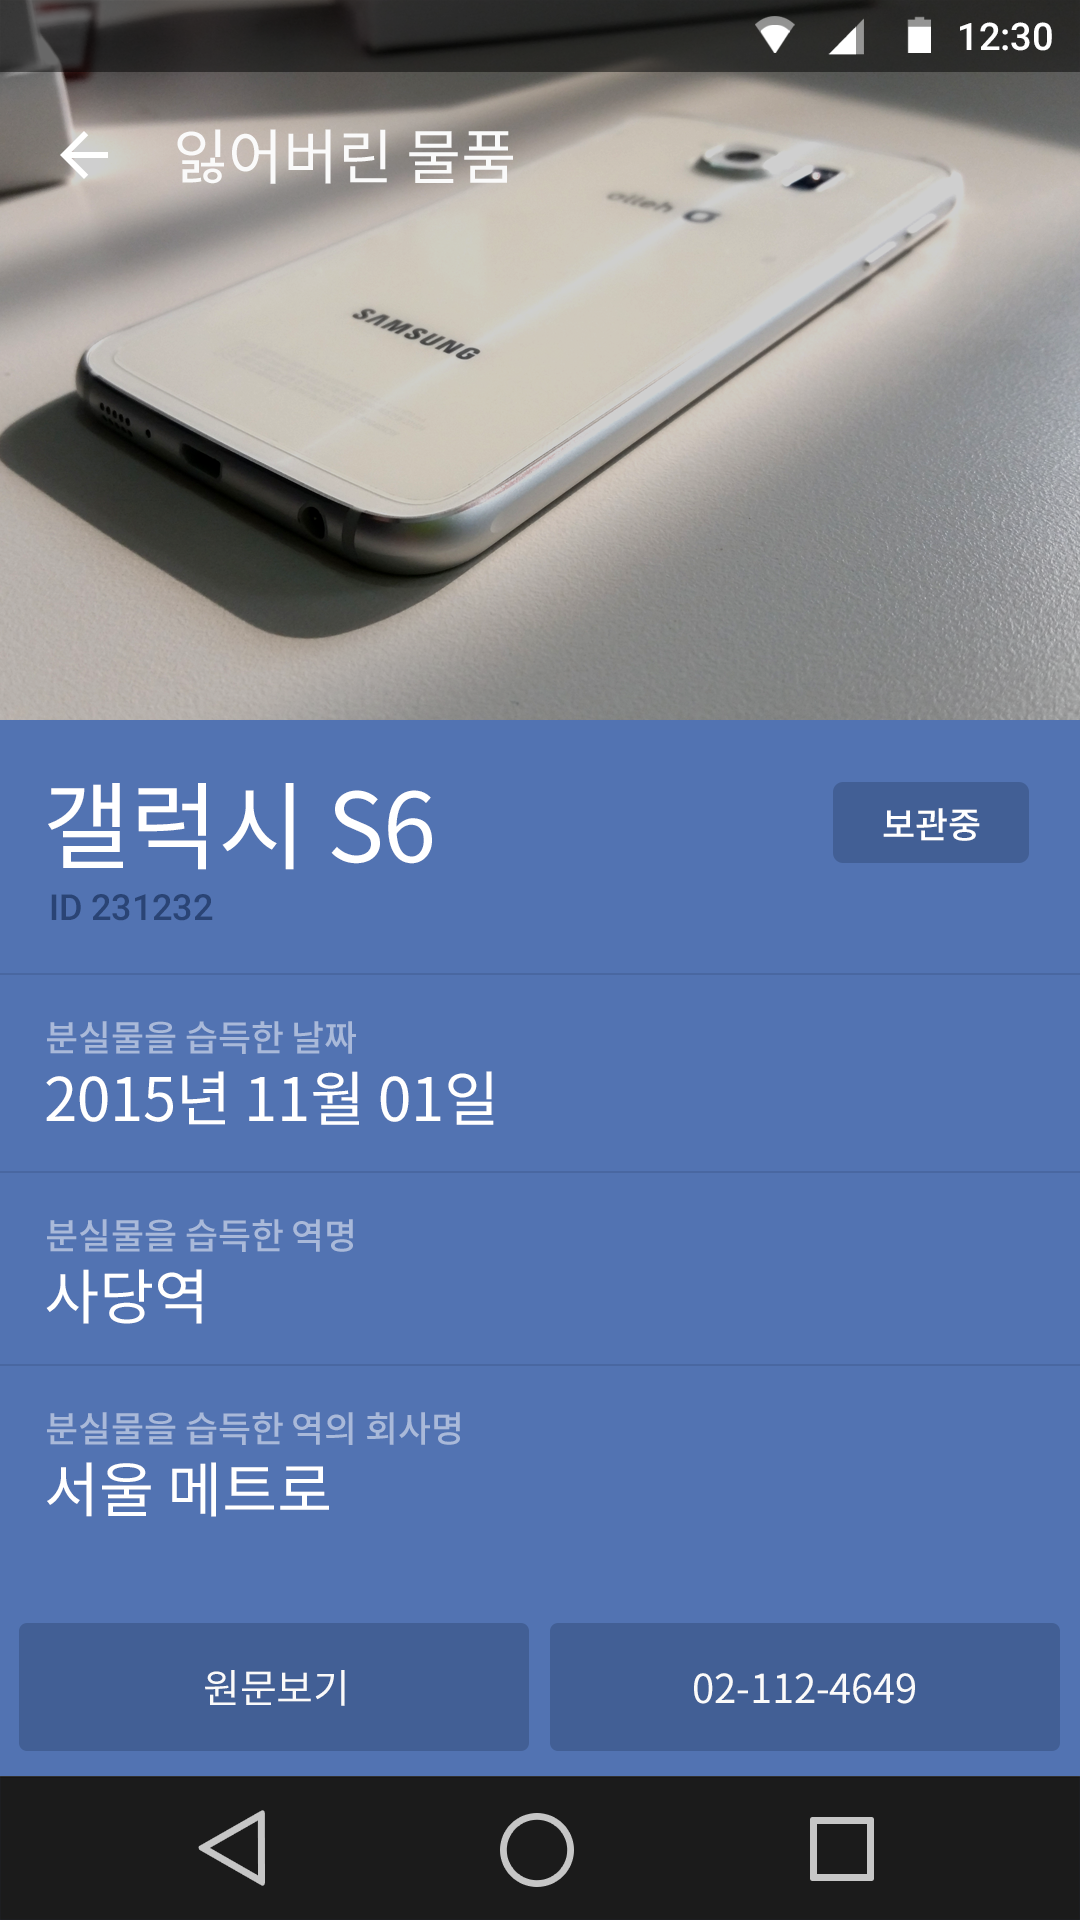 12:30
잃어버린 물품
olleh
SAMSUNG
갤럭시 S6
보관중
ID 231232
분실물을 습득한 날짜
2015년 11월 01일
분실물을 습득한 역명
사당역
분실물을 습득한 역의 회사명
서울 메트로
원문보기
02-112-4649